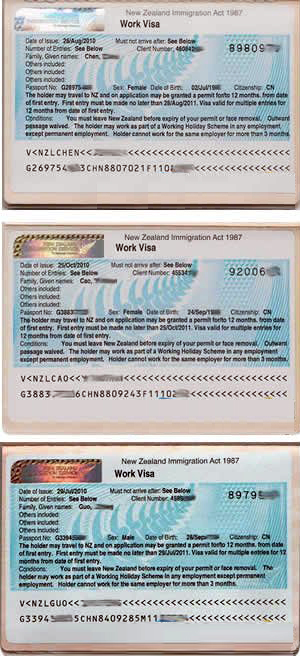 New Zealand Immigration Act 1987
Work Visa
Date of Issue: 26/Aug/2010 Must not arrive after: See Below
Number of Entries: See Below Client Number:
Family, Given names: Chen,
Others included:
Others included:
Others included:
Passport No: Sex: Female Date of Birth: Citizenship: CN
The holder may travel to NZ and on application may be granted a permit forto 12 months. from date
of first entry. First entry must be made no later than 26/Aug/2011. Visa valid for multiple entries for
12 months from date of first entry.
Conditions: You must leave New Zealand before expiry of your permit or face removal. Outward
passage waived. The holder may work as part of a Working Holiday Scheme in any employment
except permanent employment. Holder cannot work for the same employer for more than 3 months.
V<NZLCHEN<<
New Zealand Immigration Act 1987
Work Visa
Date of Issue: 25/Oct/2010 Must not arrive after: See Below
Number of Entries: See Below Client Number:
Family, Given names: Cao,
Others included:
Others included:
Others included:
Passport No: Sex: Female Date of Birth: Citizenship: CN
The holder may travel to NZ and on application may be granted a permit forto 12 months. from date
of first entry. First entry must be made no later than 25/Oct/2011. Visa valid for multiple entries for
12 months from date of first entry.
Conditions: You must leave New Zealand before expiry of your permit or face removal. Outward
passage waived. The holder may work as part of a Working Holiday Scheme in any employment
except permanent employment. Holder cannot work for the same employer for more than 3 months.
V<NZLCAO<<
NEW ZEALAND
New Zealand Immigration Act 1987
Work Visa
Date of Issue: 29/Jul/2010 Must not arrive after: See Below
Number of Entries: See Below Client Number:
Family, Given names: Guo,
Others included:
Others included:
Others included:
Passport No: Sex: Male Date of Birth: Citizenship: CN
The holder may travel to NZ and on application may be granted a permit forto 12 months. from date
of first entry. First entry must be made no later than 29/Jul/2011. Visa valid for multiple entries for 12
months from date of first entry.
Conditions: You must leave New Zealand before expiry of your permit or face removal. The
holder may work as part of a Working Holiday Scheme in any employment except permanent
employment. Holder cannot work for the same employer for more than 3 months.
V<NZLGUO<<